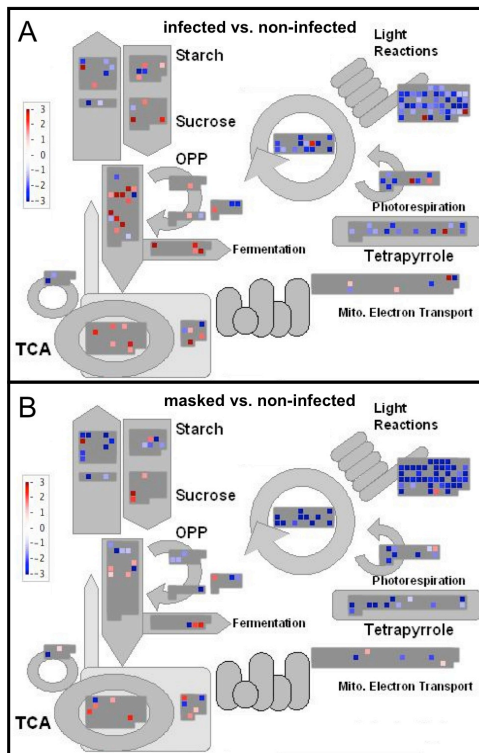 A
infected vs. non-infected
Light
Reactions
Starch
3
2
1
0
-1
-2
-3
Sucrose
OPP
Photorespiration
Fermentation
Tetrapyrrole
Mito. Electron Transport
TCA
B
masked vs. non-infected
Light
Reactions
Starch
3
2
1
0
-1
-2
-3
Sucrose
OPP
Photorespiration
Fermentation
Tetrapyrrole
Mito. Electron Transport
TCA